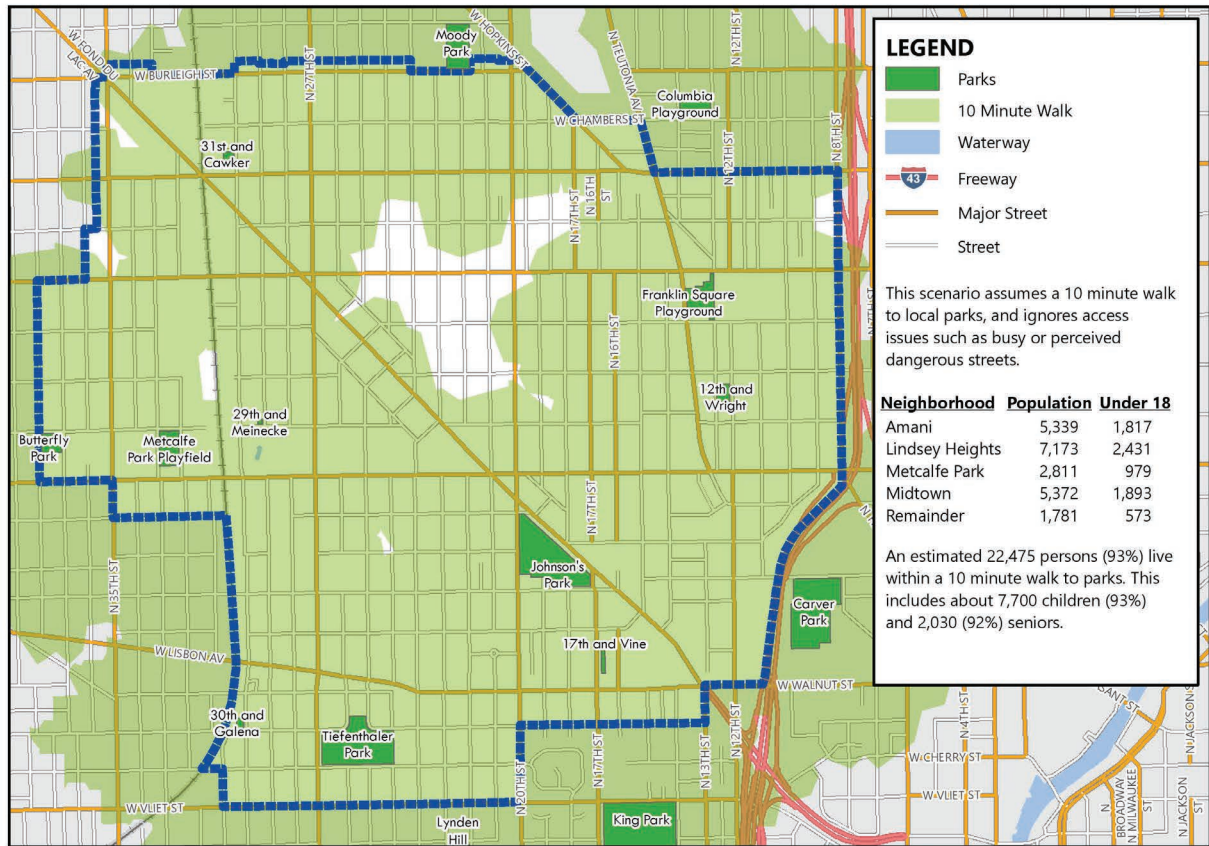 W FOND DU
LAC AV
W BURLEIGH ST
N 27TH ST
Moody
Park
W HOPKINS ST
N TEUTONIA AV
N 12TH ST
Columbia
Playground
W CHAMBERS ST
N 8TH ST
31st and
Cawker
N 12TH ST
N 17TH ST
N 16TH
ST
Franklin Square
Playground
N 7TH ST
N 16TH ST
12th and
Wright
29th and
Meinecke
Butterfly
Park
Metcalfe
Park Playfield
N 17TH ST
N
Johnson's
Park
N 35TH ST
Carver
Park
17th and Vine
W LISBON AV
W WALNUT ST
30th and
Galena
Tiefenthaler
Park
N 20TH ST
N 17TH ST
N 13TH ST
N 12TH ST
N 4TH ST
SANT ST
N JACKSON ST
W CHERRY ST
W VLIET ST
W VLIET ST
Lynden
Hill
King Park
N
BROADWAY
N MILWAUKEE
ST
N JACKSON
ST
LEGEND
Parks
10 Minute Walk
Waterway
43
Freeway
Major Street
Street
This scenario assumes a 10 minute walk
to local parks, and ignores access
issues such as busy or perceived
dangerous streets.
Neighborhood Population Under 18
Amani 5,339 1,817
Lindsey Heights 7,173 2,431
Metcalfe Park 2,811 979
Midtown 5,372 1,893
Remainder 1,781 573
An estimated 22,475 persons (93%) live
within a 10 minute walk to parks. This
includes about 7,700 children (93%)
and 2,030 (92%) seniors.